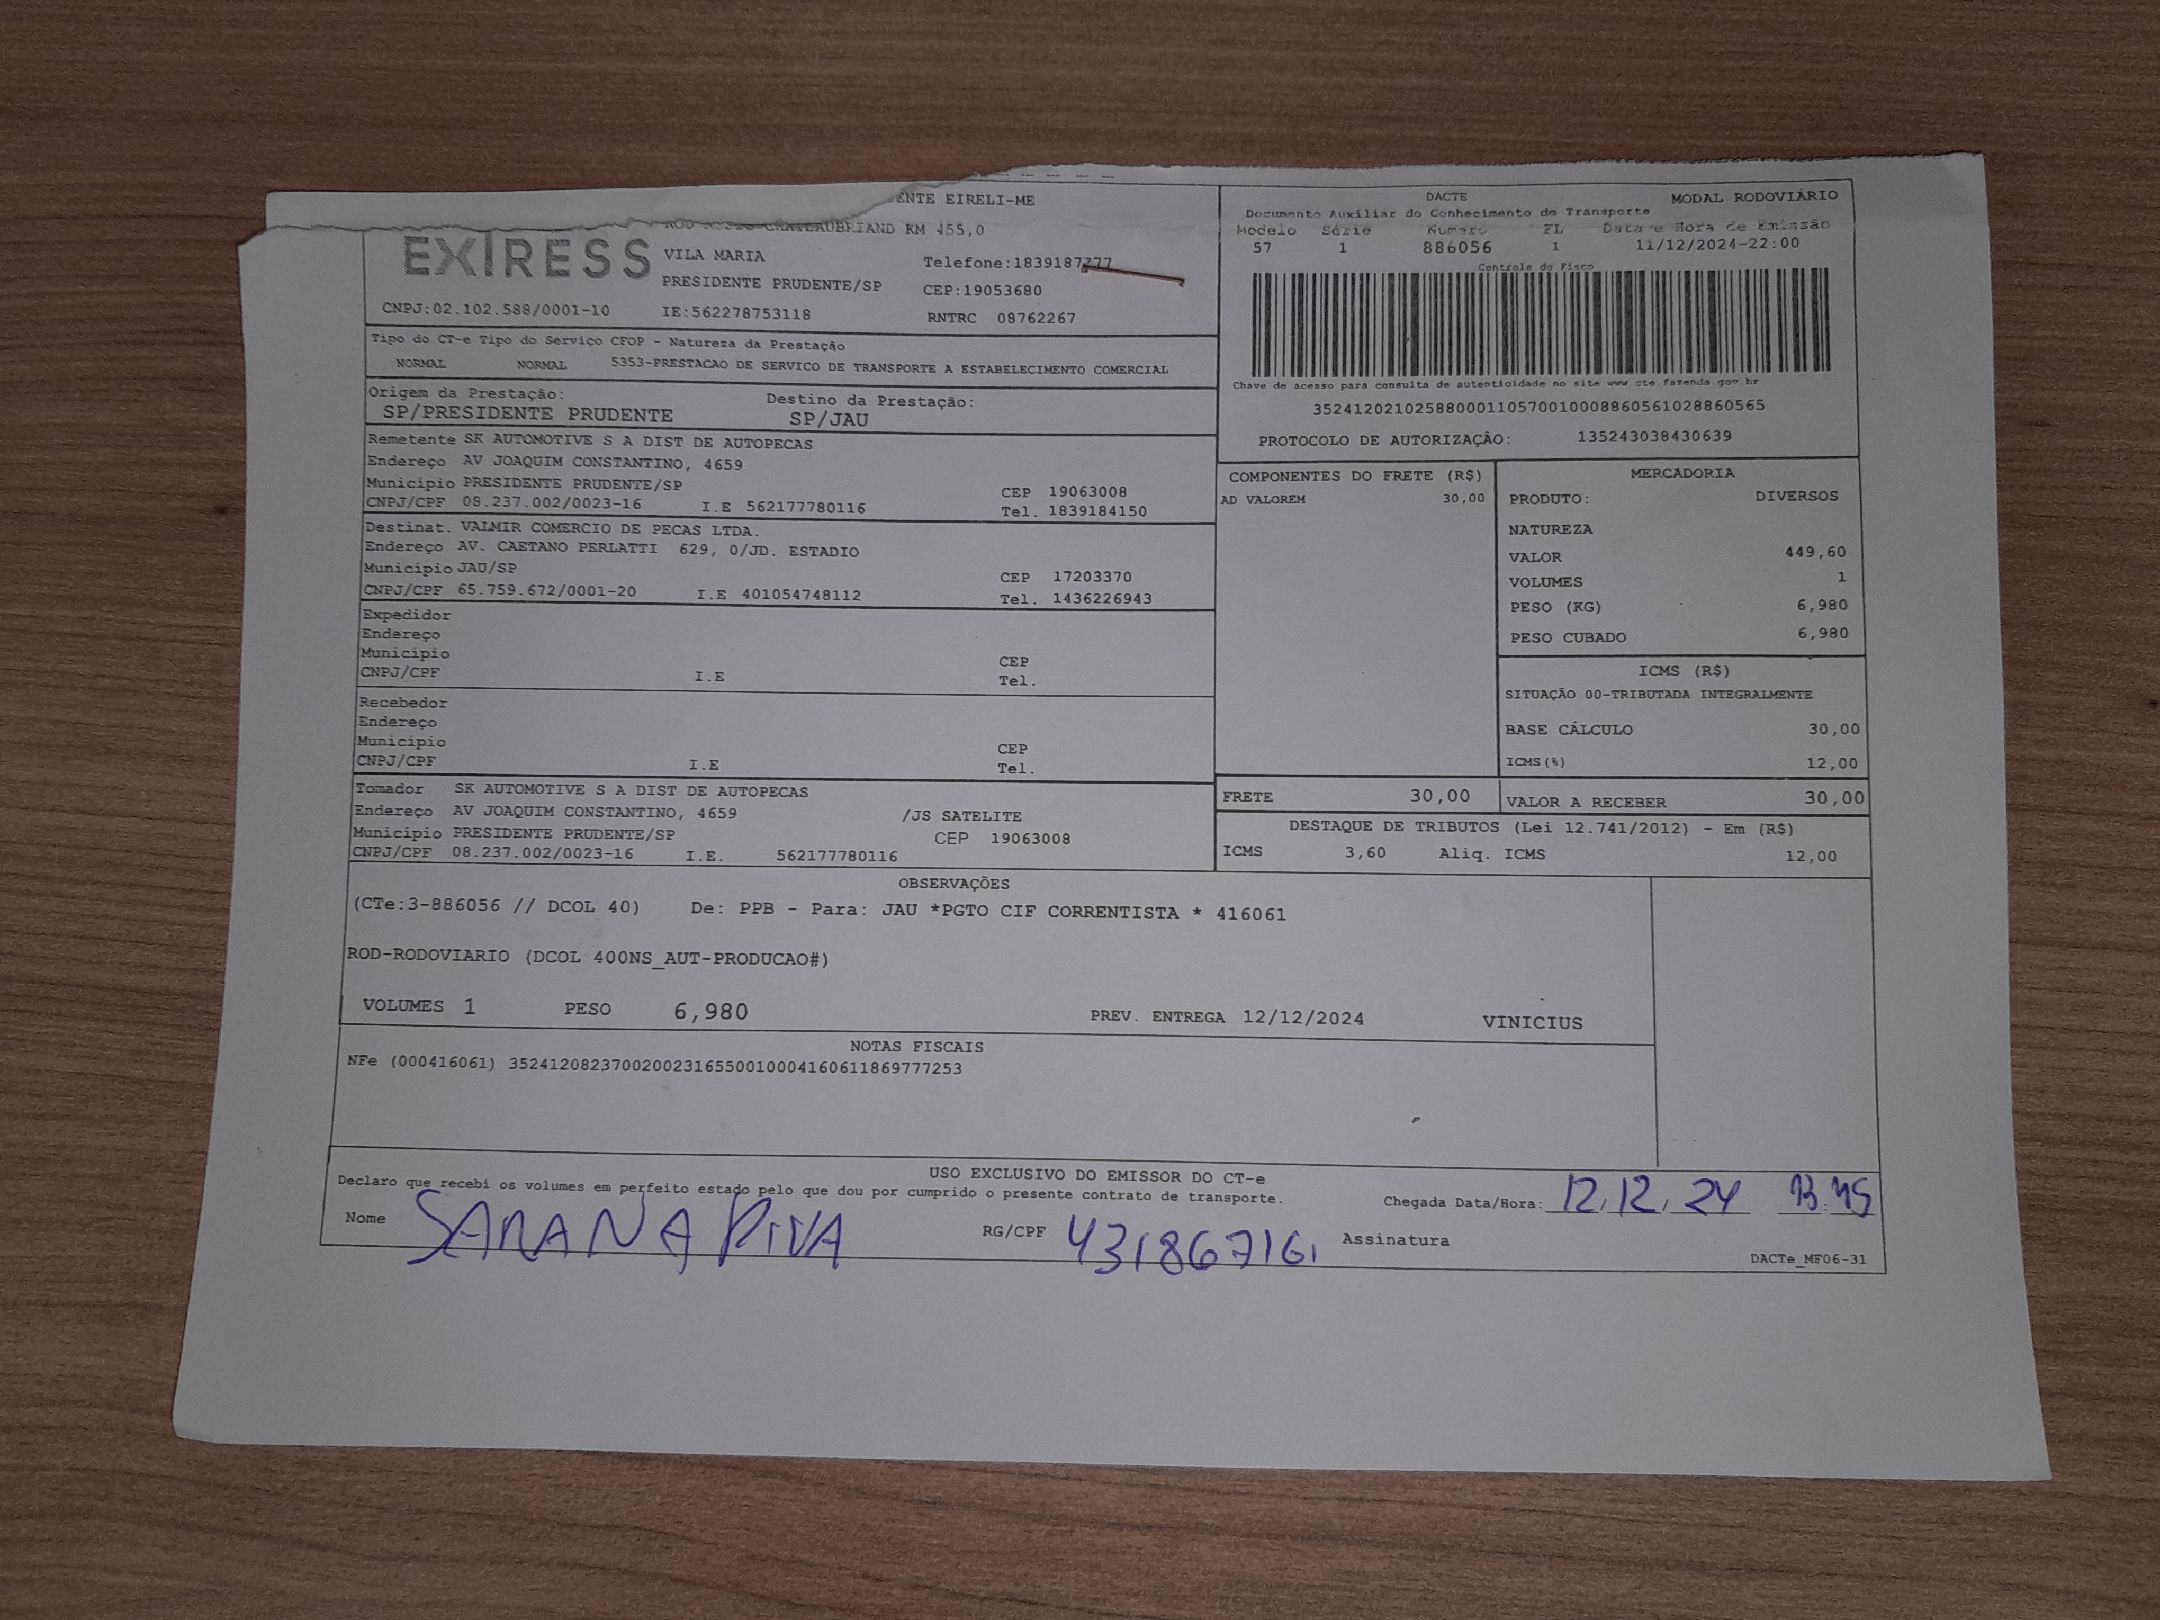 ENTE EIRELI-ME
CHATEAUBRIAND KM 455,0
EXPRESS
VILA MARIA
Telefone:1839187777
PRESIDENTE PRUDENTE/SP
CEP:19053680
CNPJ:02.102.588/0001-10 IE:562278753118 RNTRC 08762267
DACTE MODAL RODOVIÁRIO
Documento Auxiliar do Conhecimento de Transporte
Modelo Série Número FL Data e Hora de Emissão
57 1 886056 1 11/12/2024-22:00
Controle do Fisco
Chave de acesso para consulta de autenticidade no site www.cte.fazenda.gov.br
35241202102588000110570010008860561028860565
PROTOCOLO DE AUTORIZAÇÃO: 135243038430639
Tipo do CT-e Tipo do Serviço CFOP - Natureza da Prestação
NORMAL NORMAL 5353-PRESTACAO DE SERVICO DE TRANSPORTE A ESTABELECIMENTO COMERCIAL
Origem da Prestação: Destino da Prestação:
SP/PRESIDENTE PRUDENTE SP/JAU
Remetente SK AUTOMOTIVE S A DIST DE AUTOPECAS
Endereço AV JOAQUIM CONSTANTINO, 4659
Município PRESIDENTE PRUDENTE/SP CEP 19063008
CNPJ/CPF 08.237.002/0023-16 I.E 562177780116 Tel. 1839184150
Destinat. VALMIR COMERCIO DE PECAS LTDA.
Endereço AV. CAETANO PERLATTI 629, 0/JD. ESTADIO
Município JAU/SP CEP 17203370
CNPJ/CPF 65.759.672/0001-20 I.E 401054748112 Tel. 1436226943
Expedidor
Endereço
Município CEP
CNPJ/CPF I.E Tel.
Recebedor
Endereço
Município CEP
CNPJ/CPF I.E Tel.
Tomador SK AUTOMOTIVE S A DIST DE AUTOPECAS
Endereço AV JOAQUIM CONSTANTINO, 4659 /JS SATELITE
Município PRESIDENTE PRUDENTE/SP CEP 19063008
CNPJ/CPF 08.237.002/0023-16 I.E. 562177780116
COMPONENTES DO FRETE (R$)
AD VALOREM 30,00
MERCADORIA
PRODUTO: DIVERSOS
NATUREZA
VALOR 449,60
VOLUMES 1
PESO (KG) 6,980
PESO CUBADO 6,980
ICMS (R$)
SITUAÇÃO 00-TRIBUTADA INTEGRALMENTE
BASE CÁLCULO 30,00
ICMS(%) 12,00
FRETE 30,00 VALOR A RECEBER 30,00
DESTAQUE DE TRIBUTOS (Lei 12.741/2012) - Em (R$)
ICMS 3,60 Aliq. ICMS 12,00
OBSERVAÇÕES
(CTe:3-886056 // DCOL 40) De: PPB - Para: JAU *PGTO CIF CORRENTISTA * 416061
ROD-RODOVIARIO (DCOL 400NS_AUT-PRODUCAO#)
VOLUMES 1 PESO 6,980 PREV. ENTREGA 12/12/2024 VINICIUS
NOTAS FISCAIS
NFe (000416061) 35241208237002002316550010004160611869777253
USO EXCLUSIVO DO EMISSOR DO CT-e
Declaro que recebi os volumes em perfeito estado pelo que dou por cumprido o presente contrato de transporte.
Chegada Data/Hora: 12.12.24 13:45
Nome SARANA RIVA RG/CPF 431867161 Assinatura
DACTe_MF06-31